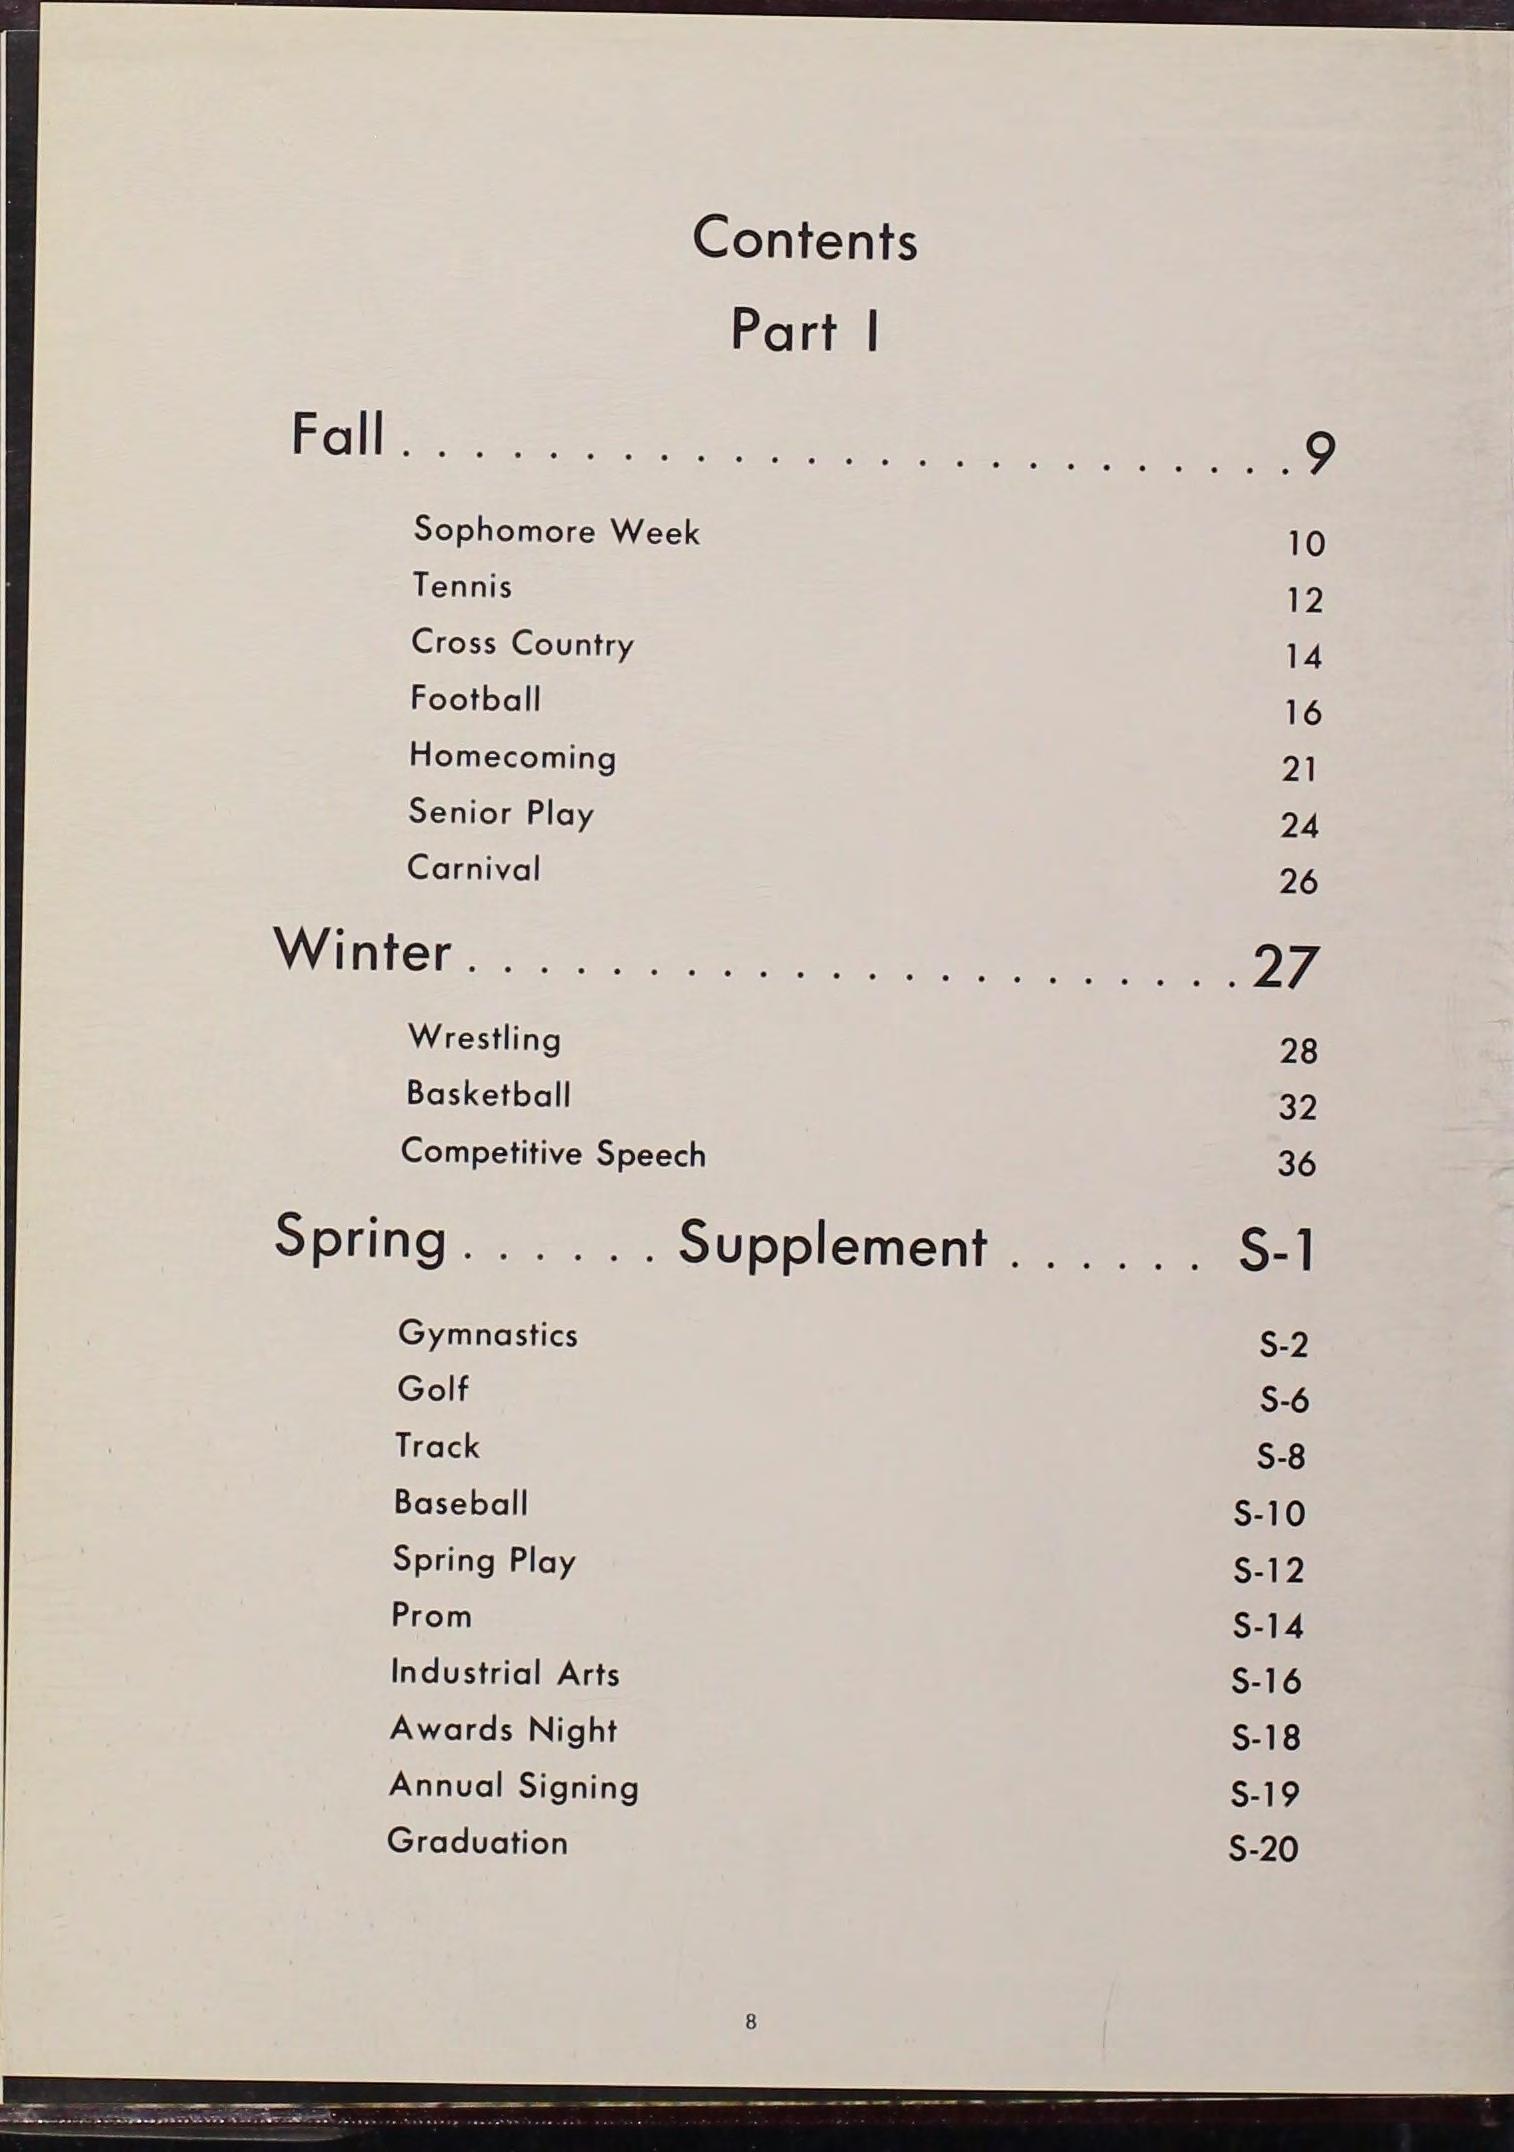 Contents
Part I
Fall . . . . . . . . . . . . . . . . . . . . . . . . . 9
Sophomore Week 10
Tennis 12
Cross Country 14
Football 16
Homecoming 21
Senior Play 24
Carnival 26
Winter . . . . . . . . . . . . . . . . . . . . . . 27
Wrestling 28
Basketball 32
Competitive Speech 36
Spring . . . . . . Supplement . . . . . . S-1
Gymnastics S-2
Golf S-6
Track S-8
Baseball S-10
Spring Play S-12
Prom S-14
Industrial Arts S-16
Awards Night S-18
Annual Signing S-19
Graduation S-20
8